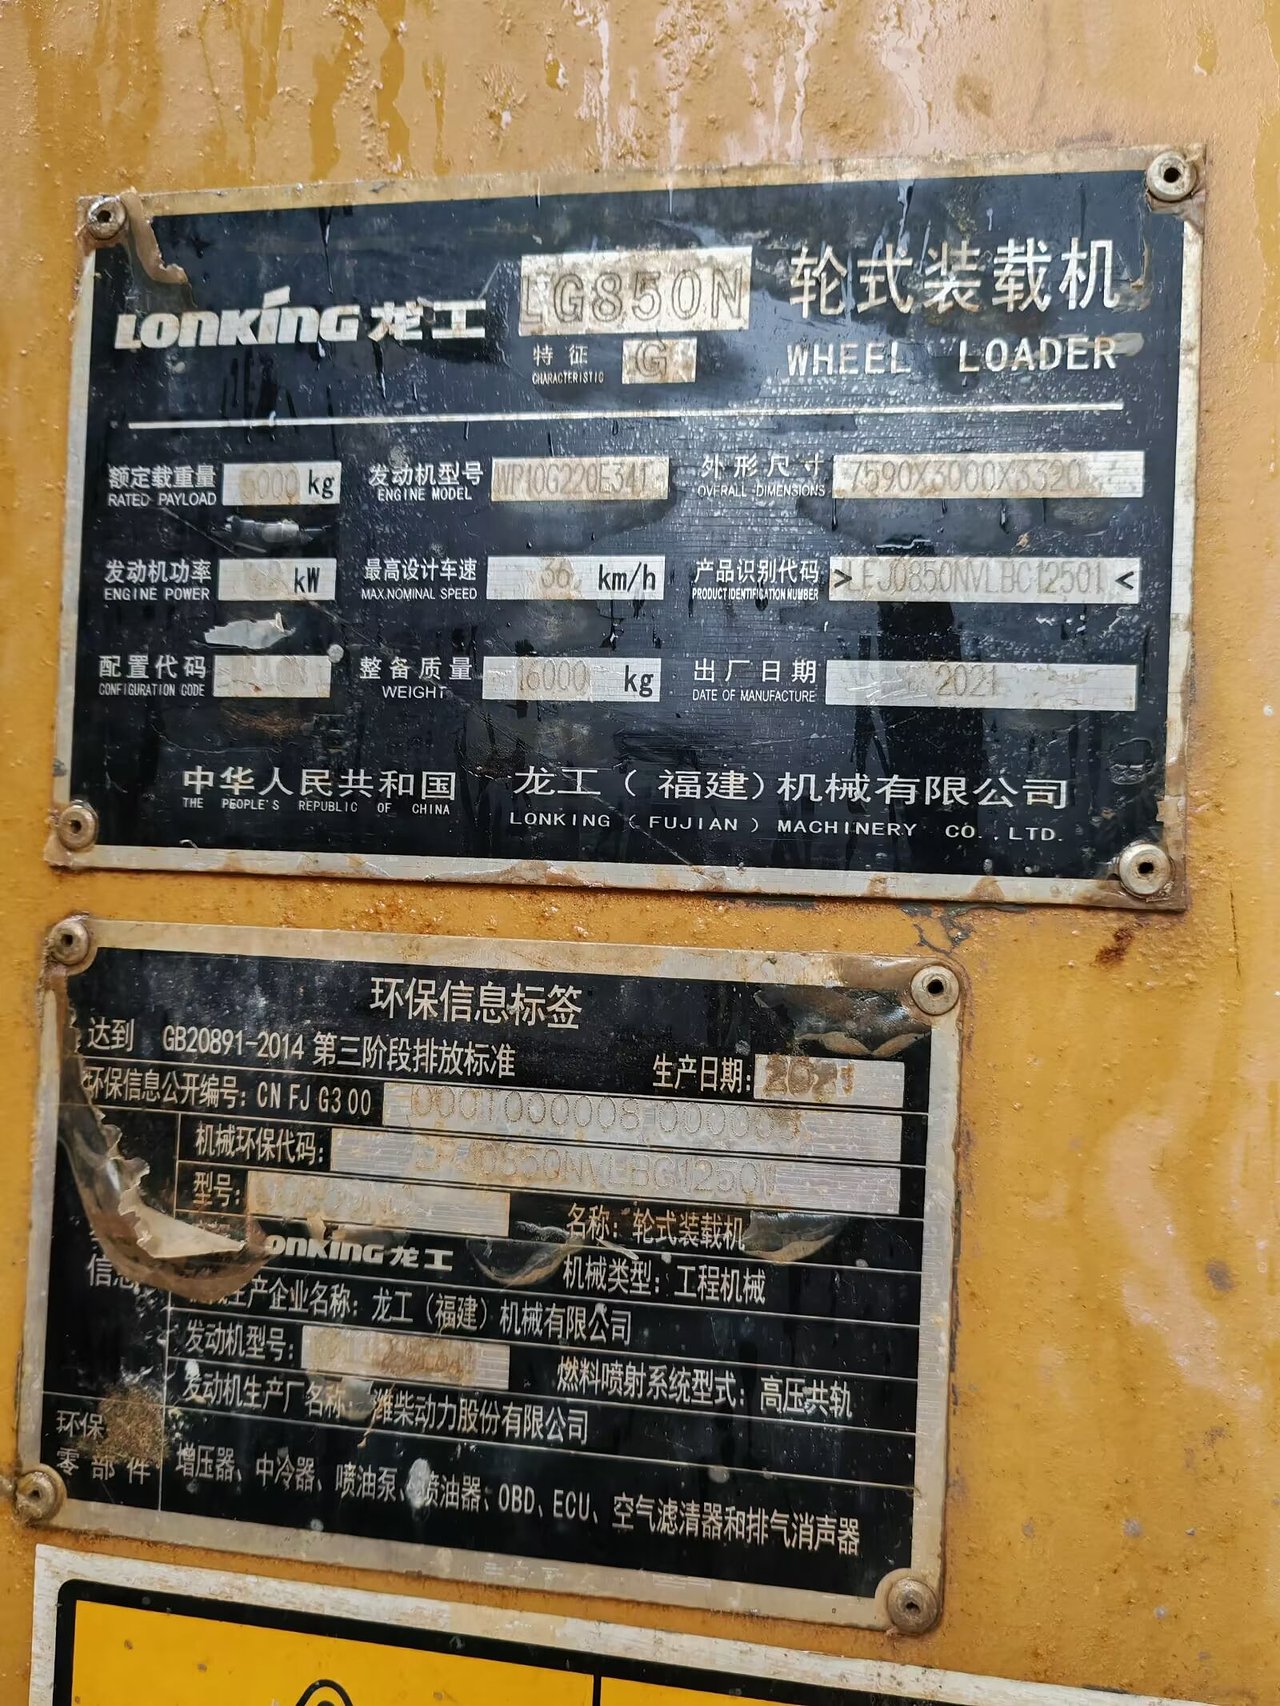 LONKING 龙工 LG850N 轮式装载机
特征 G WHEEL LOADER
CHARACTERISTIC
额定载重量 5000 kg 发动机型号 WP10G220E341 外形尺寸 7590X3000X3320
RATED PAYLOAD ENGINE MODEL OVERALL DIMENSIONS
发动机功率 kW 最高设计车速 36 km/h 产品识别代码 >LEJ0850NVLBC12501<
ENGINE POWER MAX.NOMINAL SPEED PRODUCT IDENTIFICATION NUMBER
配置代码 整备质量 16000 kg 出厂日期 2021
CONFIGURATION CODE WEIGHT DATE OF MANUFACTURE
中华人民共和国 龙工（福建）机械有限公司
THE PEOPLE'S REPUBLIC OF CHINA LONKING (FUJIAN) MACHINERY CO., LTD.
环保信息标签
达到 GB20891-2014 第三阶段排放标准 生产日期: 2021
环保信息公开编号: CN FJ G3 00
机械环保代码:
型号: 名称: 轮式装载机
LONKING 龙工 机械类型: 工程机械
信息 生产企业名称: 龙工（福建）机械有限公司
发动机型号: 燃料喷射系统型式: 高压共轨
发动机生产厂名称: 潍柴动力股份有限公司
环保
零部件 增压器、中冷器、喷油泵、喷油器、OBD、ECU、空气滤清器和排气消声器